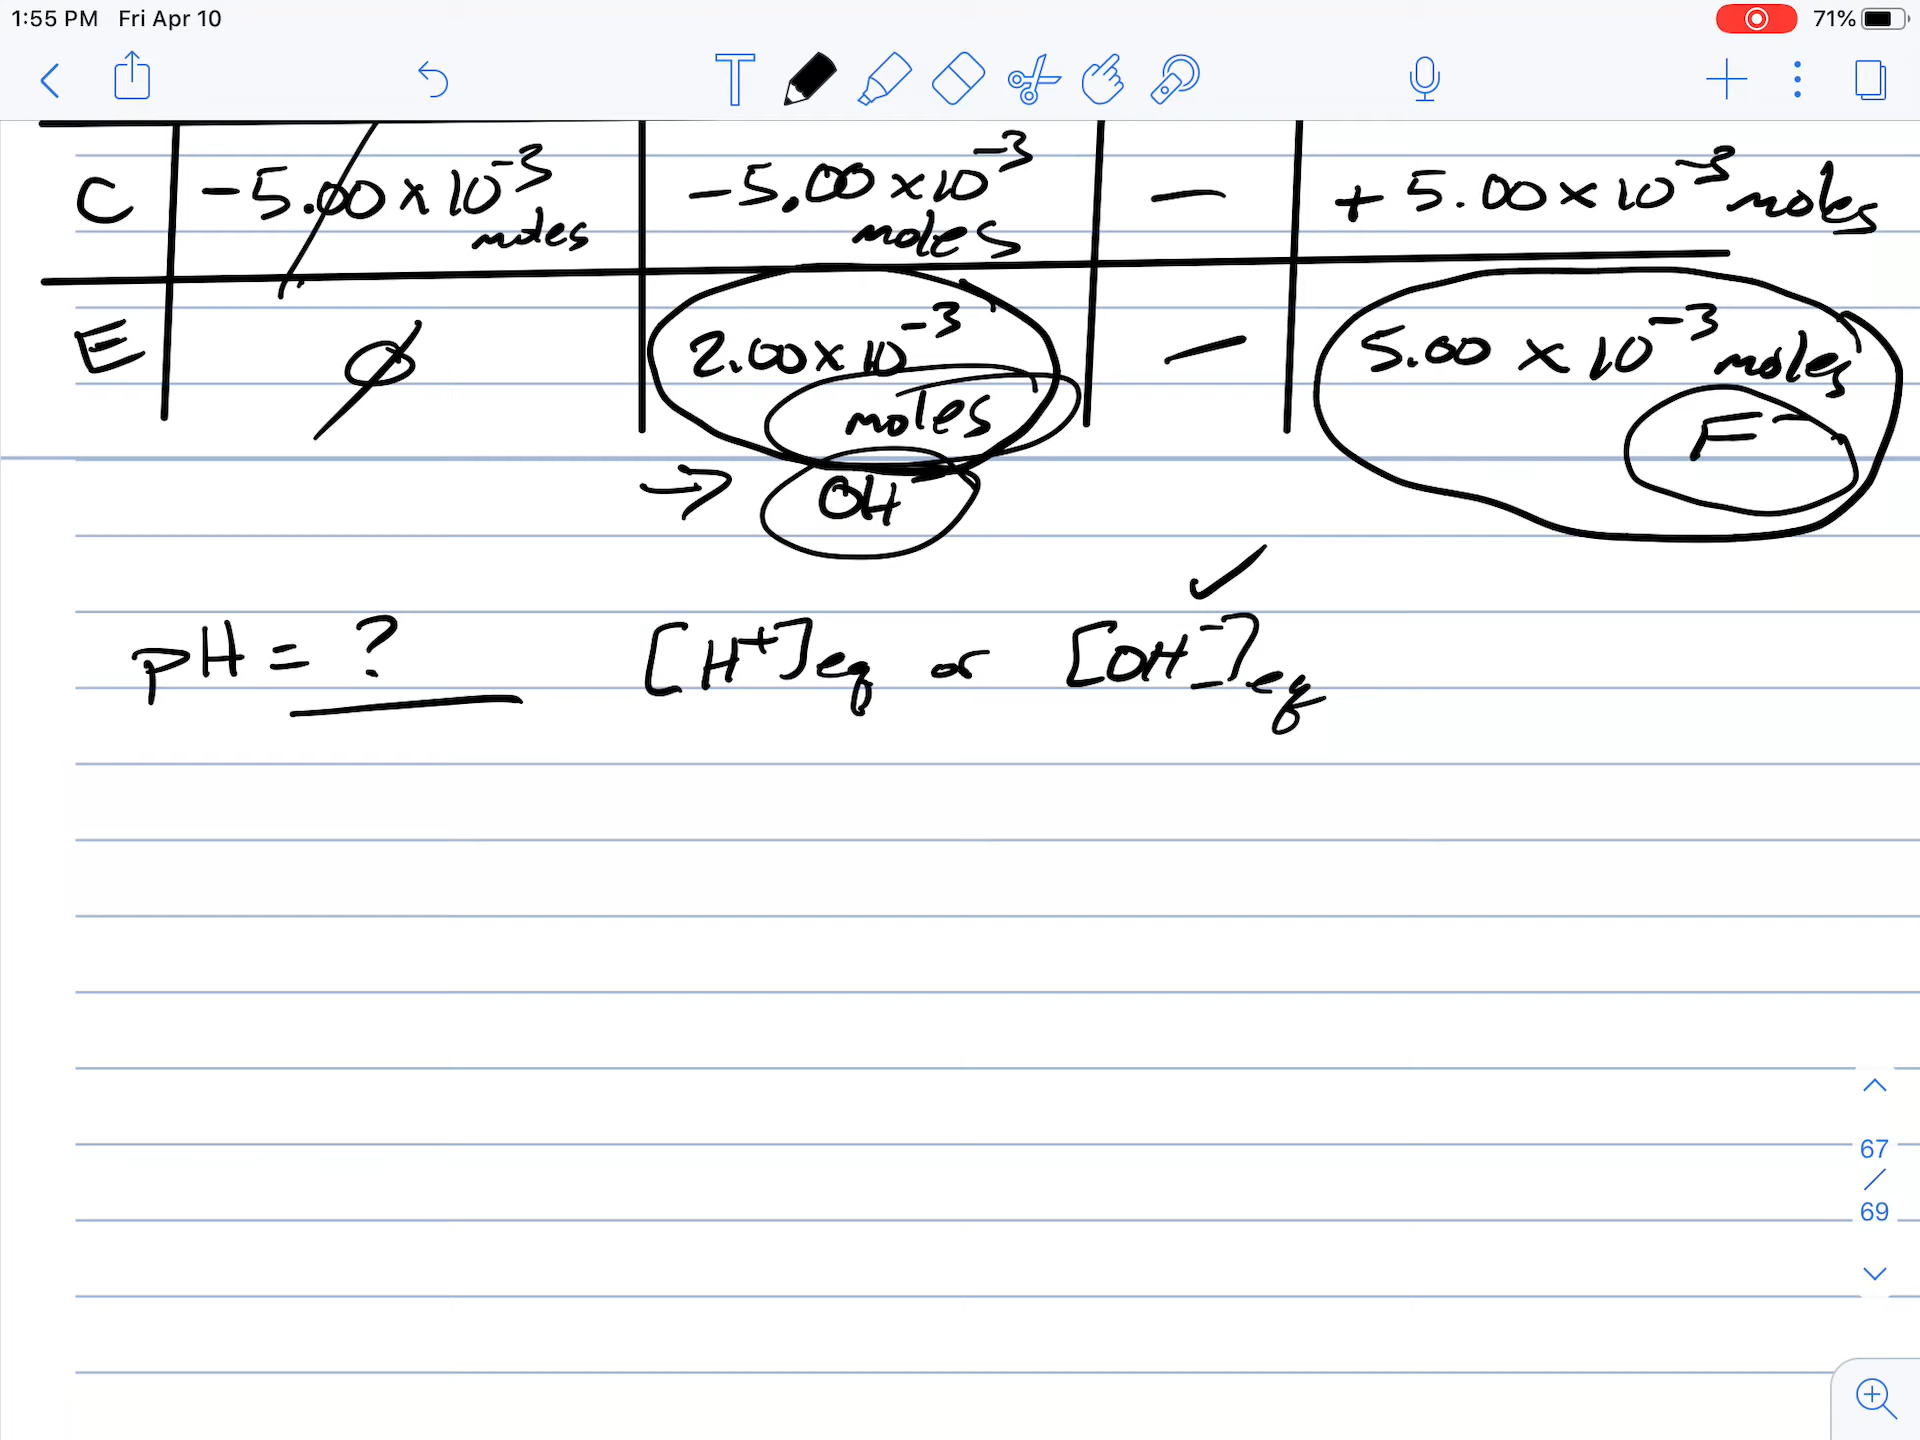 1:55 PM Fri Apr 10 71%
C -5.00 x 10⁻³ -5.00 x 10⁻³ — + 5.00 x 10⁻³ moles
moles moles
E ∅ 2.00 x 10⁻³ — 5.00 x 10⁻³ moles
moles F⁻
→ OH⁻
✓
pH = ? [H⁺]eq or [OH⁻]eq
67
/
69